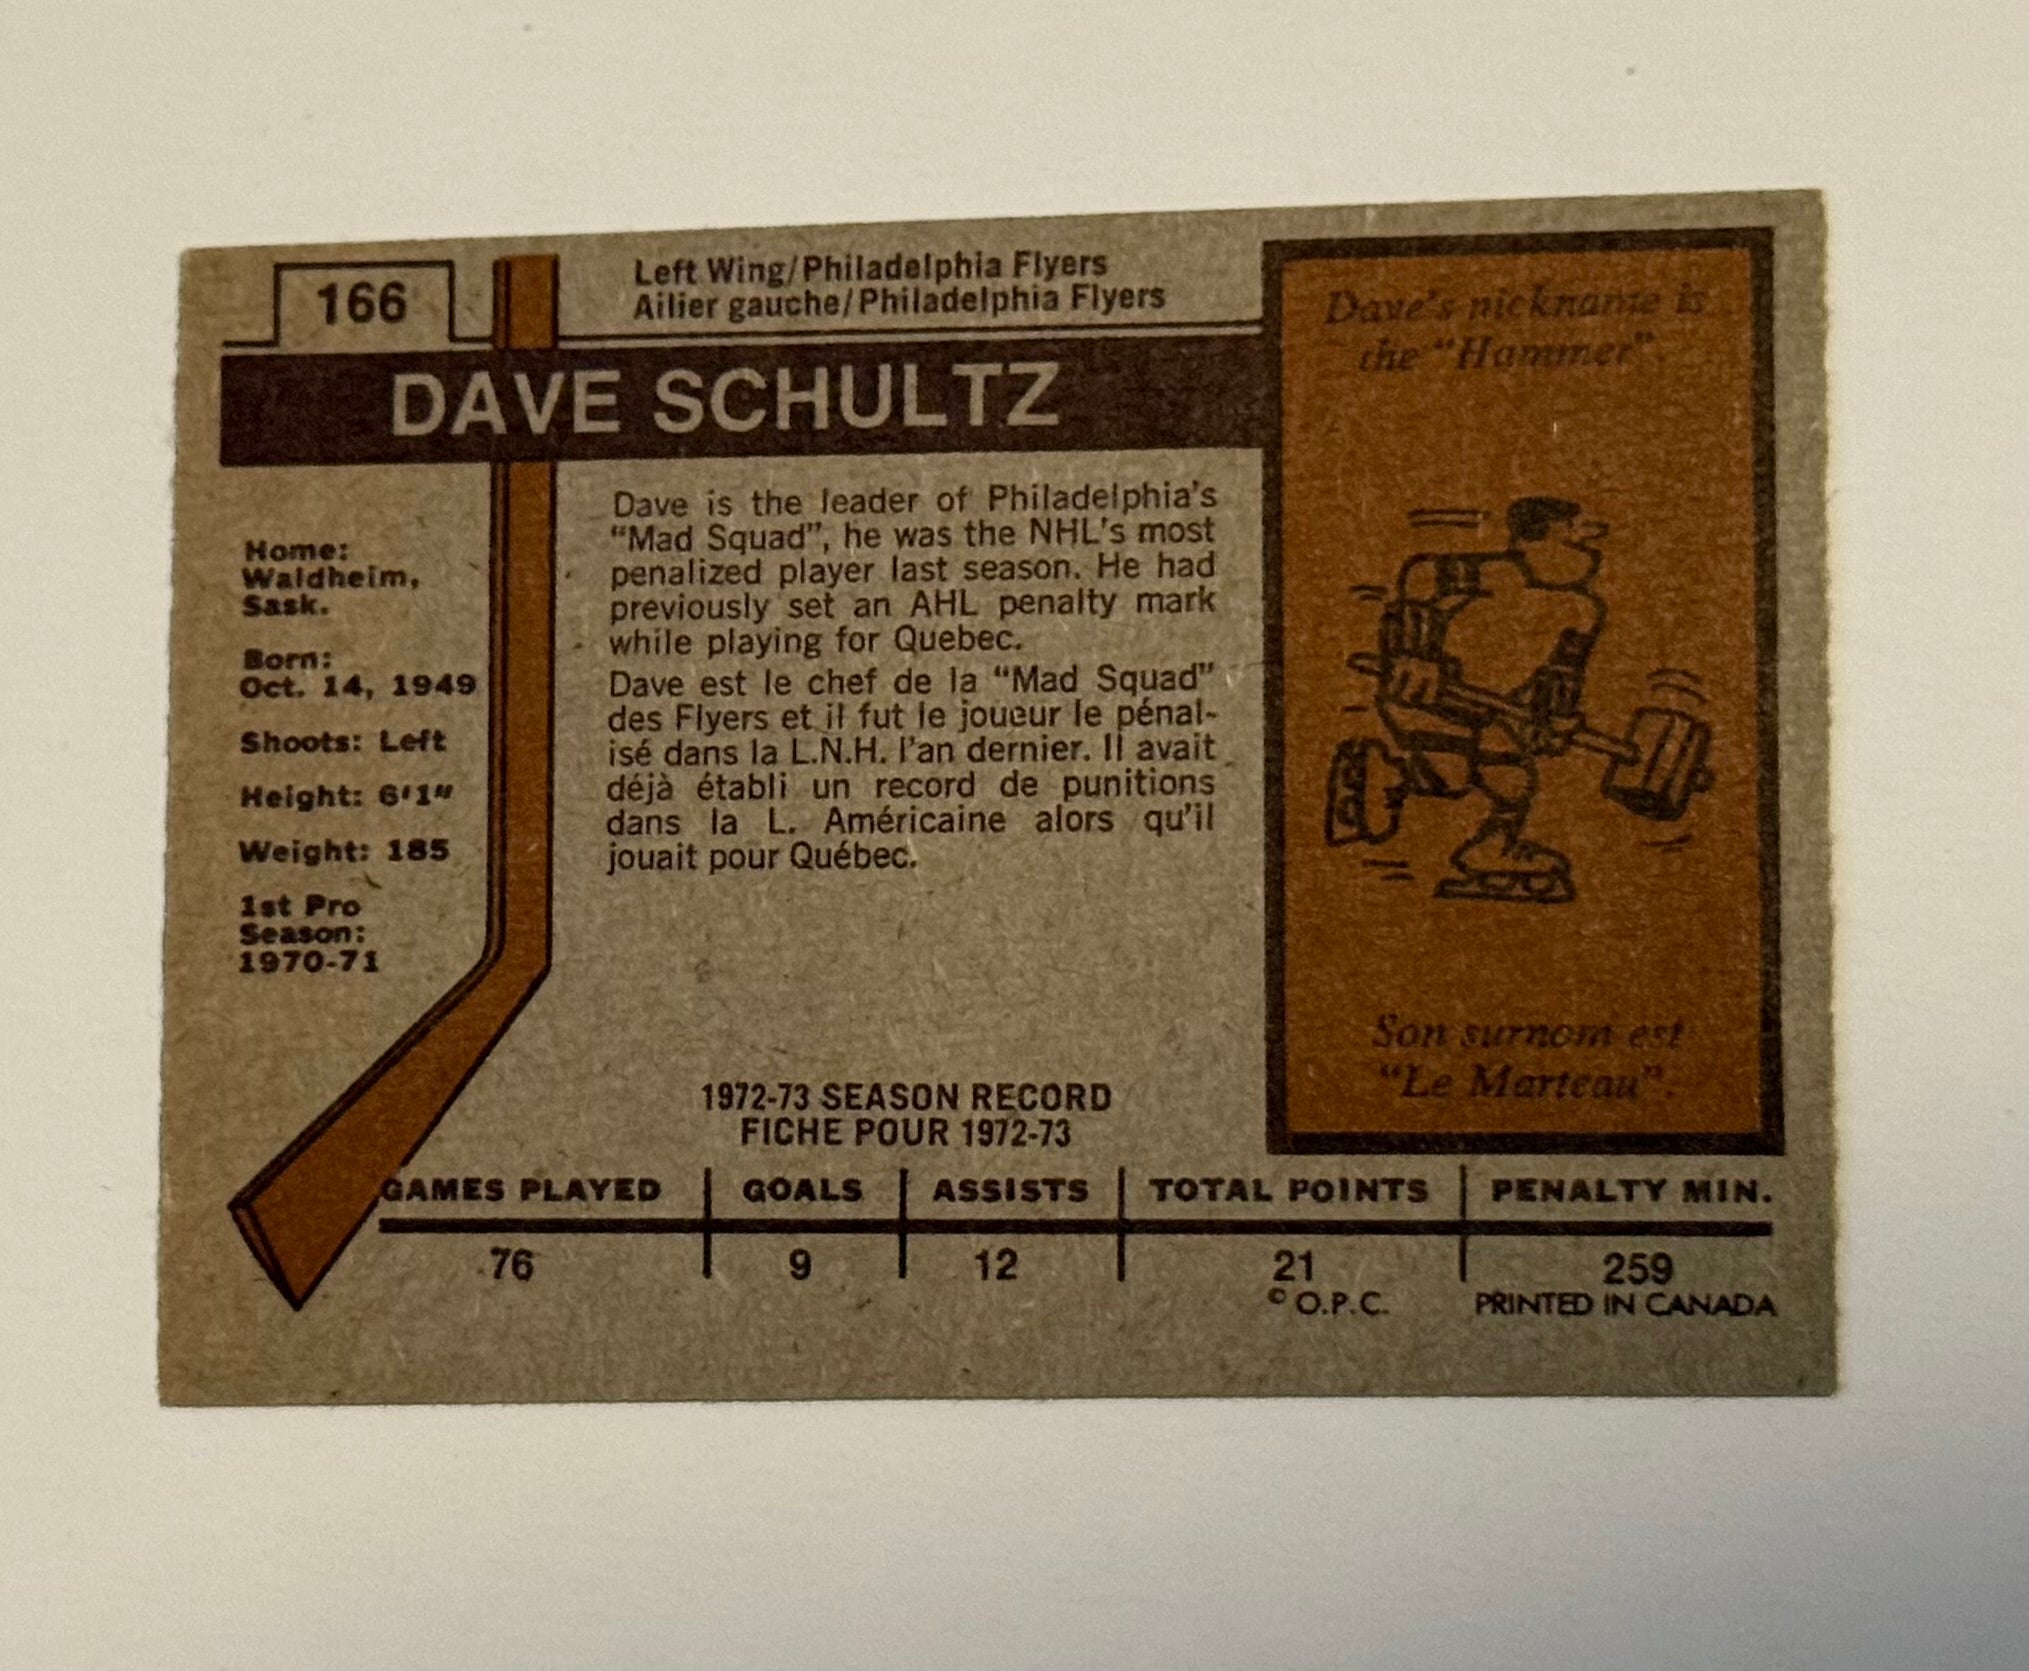 166
Left Wing/Philadelphia Flyers
Ailier gauche/Philadelphia Flyers
DAVE SCHULTZ
Home:
Waldheim,
Sask.
Born:
Oct. 14, 1949
Shoots: Left
Height: 6'1"
Weight: 185
1st Pro
Season:
1970-71
Dave is the leader of Philadelphia's
"Mad Squad", he was the NHL's most
penalized player last season. He had
previously set an AHL penalty mark
while playing for Quebec.
Dave est le chef de la "Mad Squad"
des Flyers et il fut le joueur le pénal-
isé dans la L.N.H. l'an dernier. Il avait
déjà établi un record de punitions
dans la L. Américaine alors qu'il
jouait pour Québec.
Dave's nickname is
the "Hammer".
Son surnom est
"Le Marteau".
1972-73 SEASON RECORD
FICHE POUR 1972-73
GAMES PLAYED GOALS ASSISTS TOTAL POINTS PENALTY MIN.
76 9 12 21 259
© O.P.C. PRINTED IN CANADA